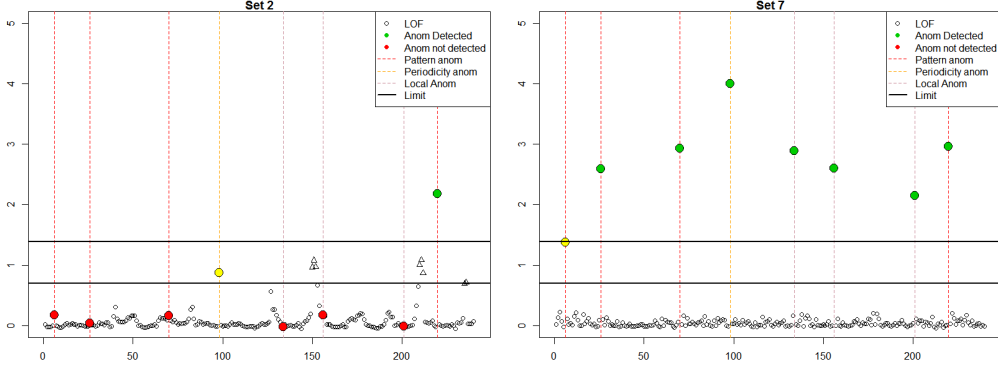 Set 2
5
4
3
2
1
0
0
50
100
150
200
LOF
Anom Detected
Anom not detected
Pattern anom
Periodicity anom
Local Anom
Limit
Set 7
5
4
3
2
1
0
0
50
100
150
200
LOF
Anom Detected
Anom not detected
Pattern anom
Periodicity anom
Local Anom
Limit